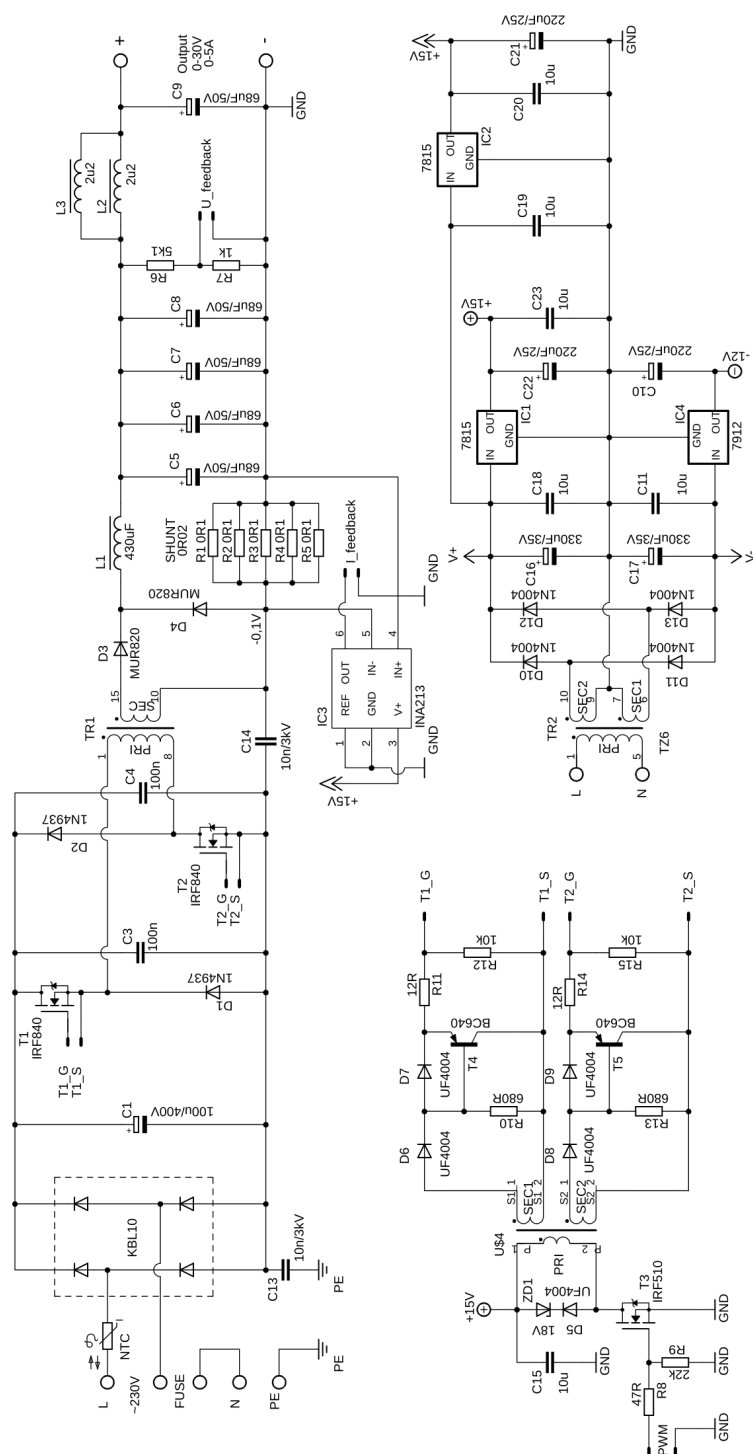 +
-
Output
0-30V
0-5A
C9
68uF/50V
GND
L3
2u2
L2
2u2
U_feedback
R6
5k1
R7
1k
C8
68uF/50V
C7
68uF/50V
C6
68uF/50V
C5
68uF/50V
L1
430uF
SHUNT
0R02
R1 0R1
R2 0R1
R3 0R1
R4 0R1
R5 0R1
I_feedback
GND
D4
MUR820
-0,1V
D3
MUR820
IC3
6
5
4
REF
OUT
GND
IN-
V+
IN+
1
2
3
INA213
GND
+15V
TR1
15
10
SEC
PRI
1
8
C14
10n/3kV
C4
100n
D2
1N4937
T2
IRF840
T2_G
T2_S
C3
100n
T1
IRF840
T1_G
T1_S
D1
1N4937
C1
100u/400V
KBL10
C13
10n/3kV
PE
NTC
L
~230V
FUSE
N
PE
PE
+15V
C21
220uF/25V
GND
C20
10u
7815
IC2
IN
OUT
GND
C19
10u
+15V
C23
10u
C22
220uF/25V
C10
220uF/25V
-12V
7815
IC1
IN
OUT
GND
IC4
7912
GND
IN
OUT
C18
10u
C11
10u
V+
C16
330uF/35V
C17
330uF/35V
V-
D12
1N4004
D13
1N4004
D10
1N4004
D11
1N4004
TR2
10
9
7
6
SEC2
SEC1
PRI
1
5
TZ6
L
N
T1_G
T1_S
T2_G
T2_S
12R
R11
R12
10k
12R
R14
R15
10k
T4
BC640
T5
BC640
D7
UF4004
D9
UF4004
R10
680R
R13
680R
D6
UF4004
D8
UF4004
U$4
S1_1
S1_2
SEC1
S2_1
S2_2
SEC2
P_1
P_2
PRI
+15V
ZD1
18V
UF4004
D5
C15
10u
GND
T3
IRF510
GND
R9
22k
GND
47R
R8
PWM
GND